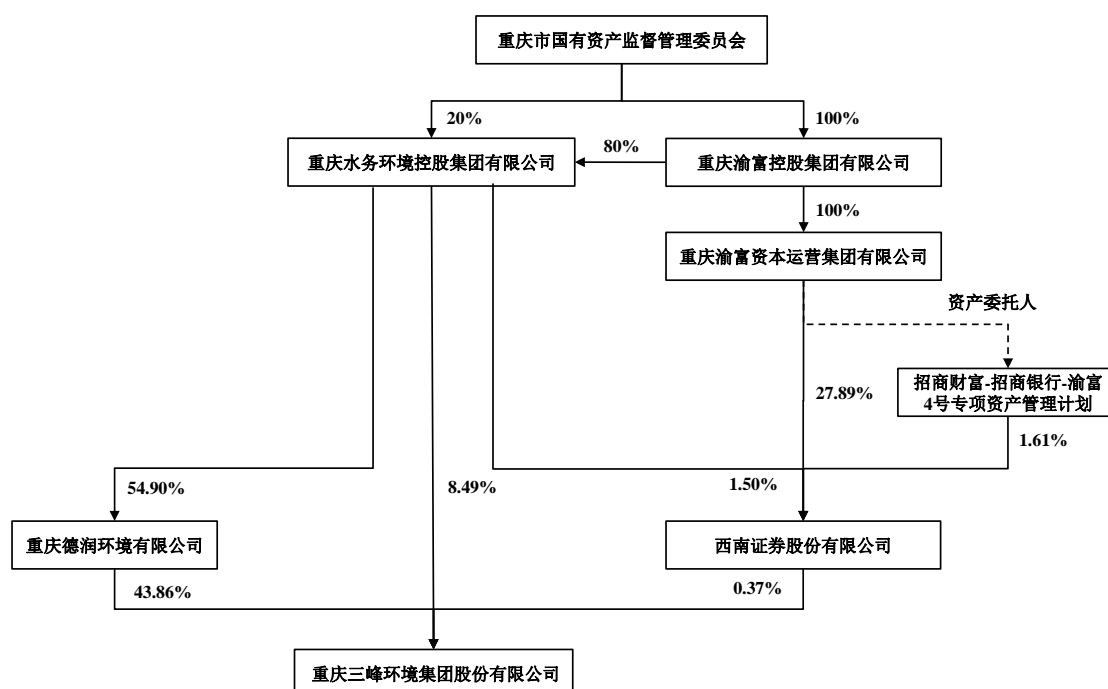 重庆市国有资产监督管理委员会
20%
100%
重庆水务环境控股集团有限公司
80%
重庆渝富控股集团有限公司
100%
重庆渝富资本运营集团有限公司
资产委托人
招商财富-招商银行-渝富
4号专项资产管理计划
27.89%
1.61%
54.90%
8.49%
1.50%
重庆德润环境有限公司
西南证券股份有限公司
43.86%
0.37%
重庆三峰环境集团股份有限公司